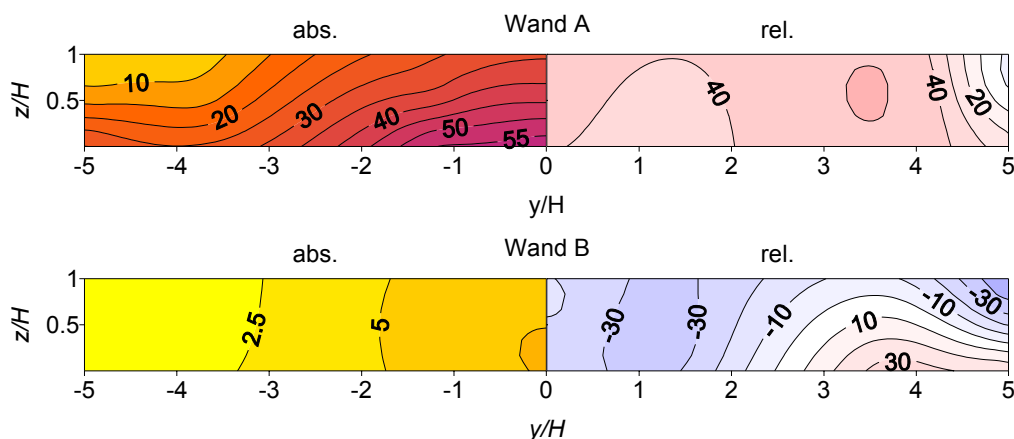 Wand A
abs. rel.
z/H
1
0.5
10 20 30 40 50 55 40 40 20
-5 -4 -3 -2 -1 0 1 2 3 4 5
y/H
Wand B
abs. rel.
z/H
1
0.5
2.5 5 -30 -30 -10 10 30 -10 -30
-5 -4 -3 -2 -1 0 1 2 3 4 5
y/H